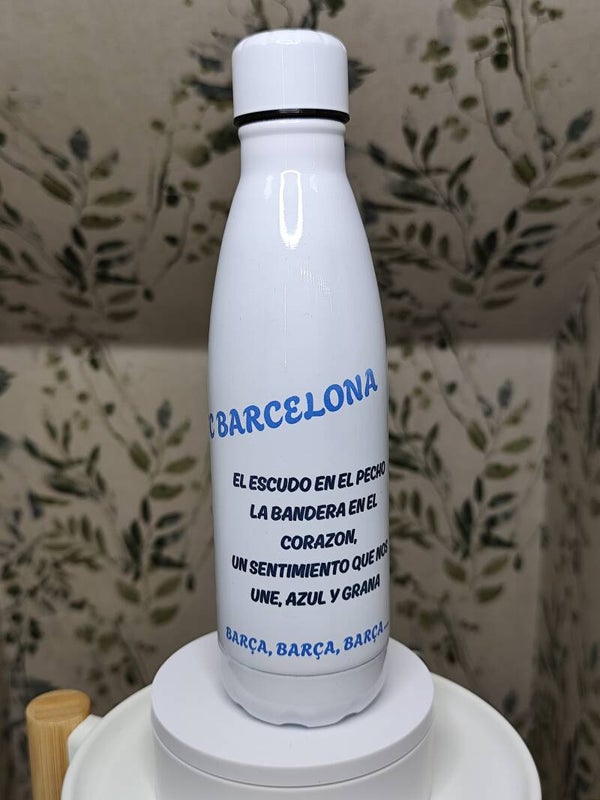 C BARCELONA
EL ESCUDO EN EL PECHO
LA BANDERA EN EL
CORAZON,
UN SENTIMIENTO QUE NOS
UNE, AZUL Y GRANA
BARÇA, BARÇA, BARÇA...